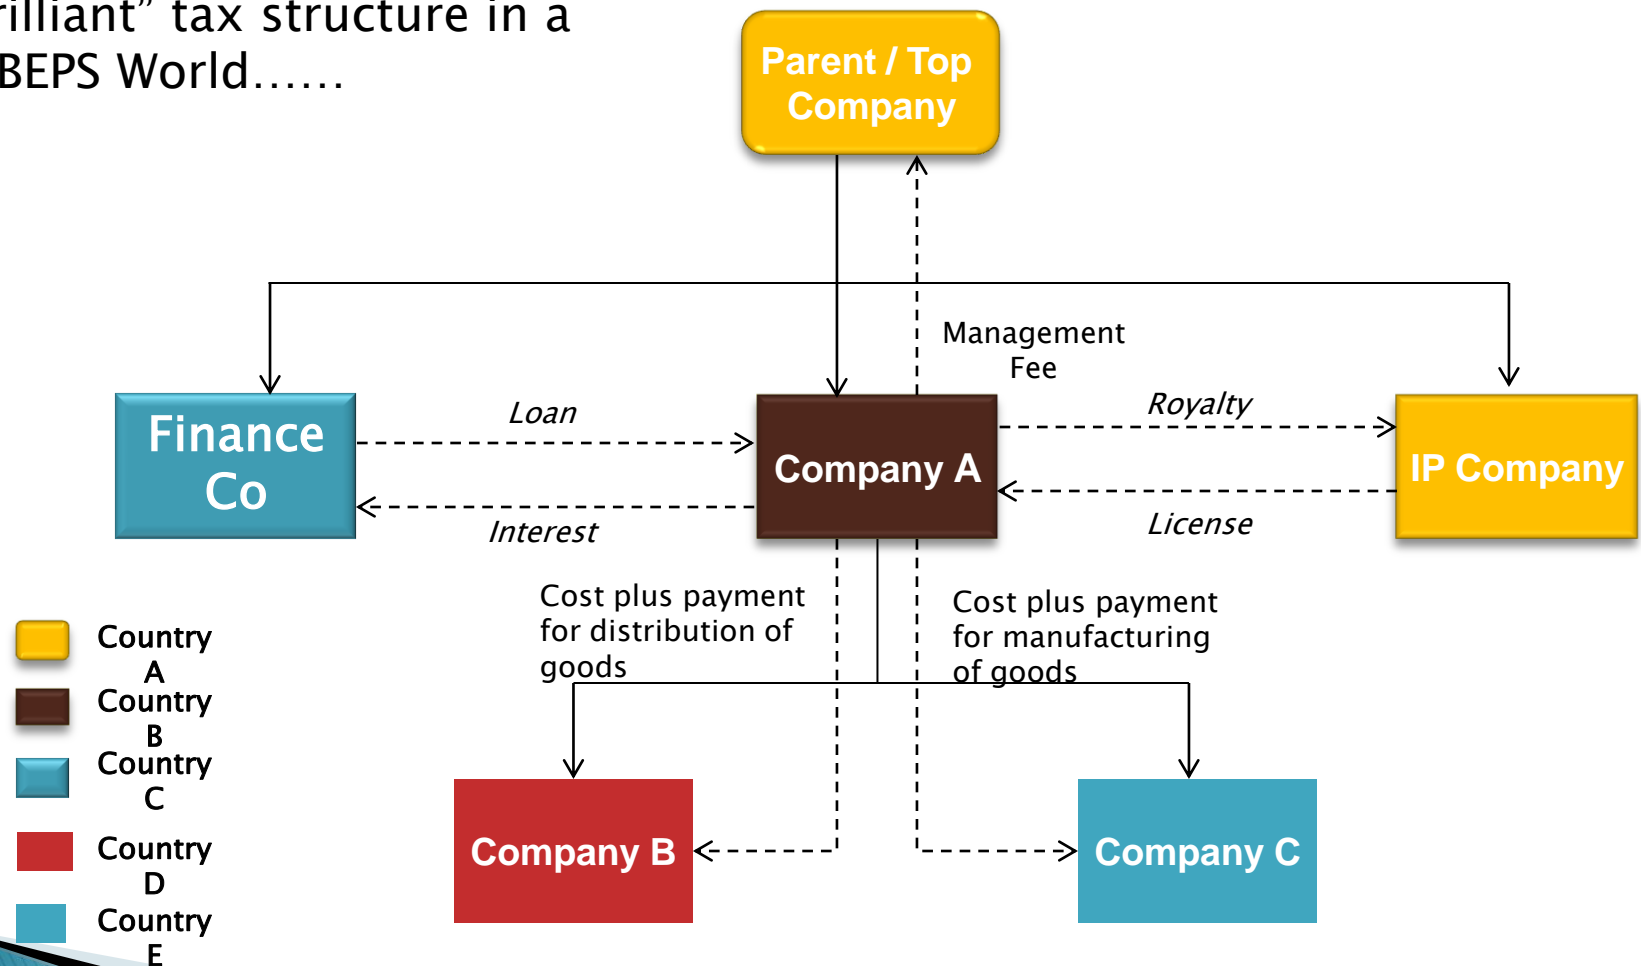 rilliant” tax structure in a
BEPS World……
Parent / Top
Company
Management
Fee
Finance
Co
Loan
Interest
Company A
Royalty
License
IP Company
Cost plus payment
for distribution of
goods
Cost plus payment
for manufacturing
of goods
Company B
Company C
Country
A
Country
B
Country
C
Country
D
Country
E